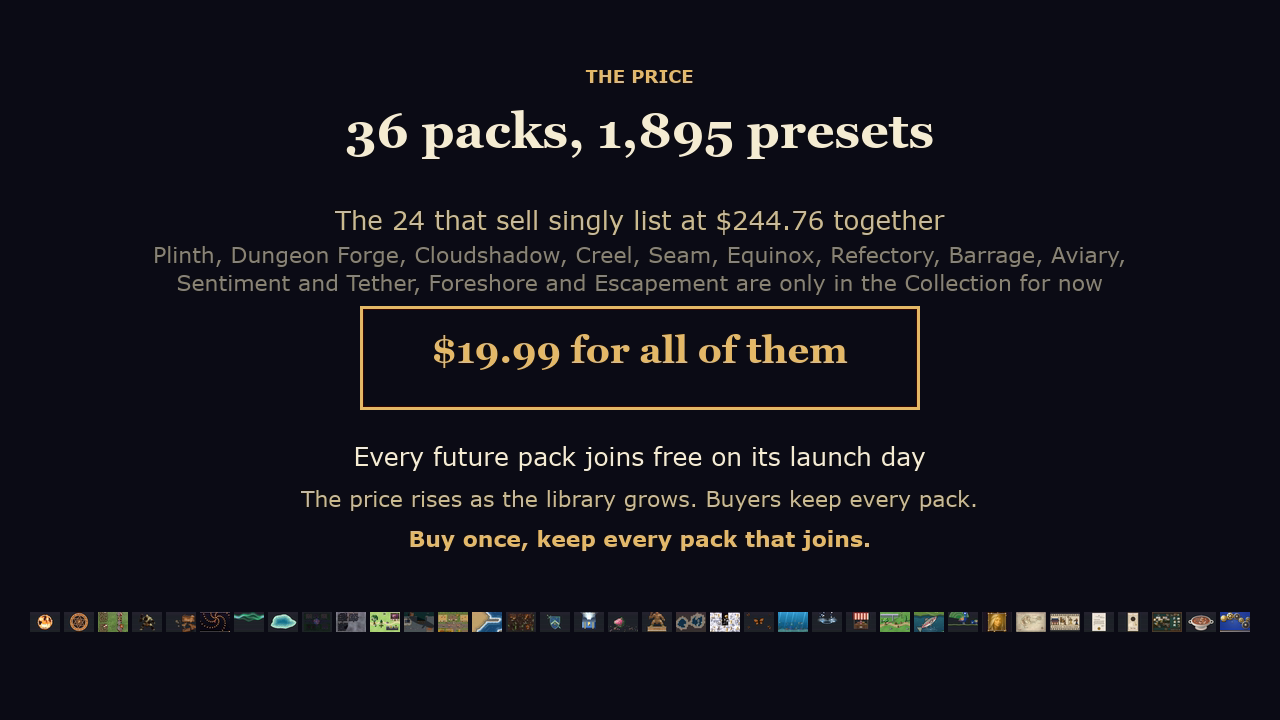 THE PRICE
36 packs, 1,895 presets
The 24 that sell singly list at $244.76 together
Plinth, Dungeon Forge, Cloudshadow, Creel, Seam, Equinox, Refectory, Barrage, Aviary,
Sentiment and Tether, Foreshore and Escapement are only in the Collection for now
$19.99 for all of them
Every future pack joins free on its launch day
The price rises as the library grows. Buyers keep every pack.
Buy once, keep every pack that joins.